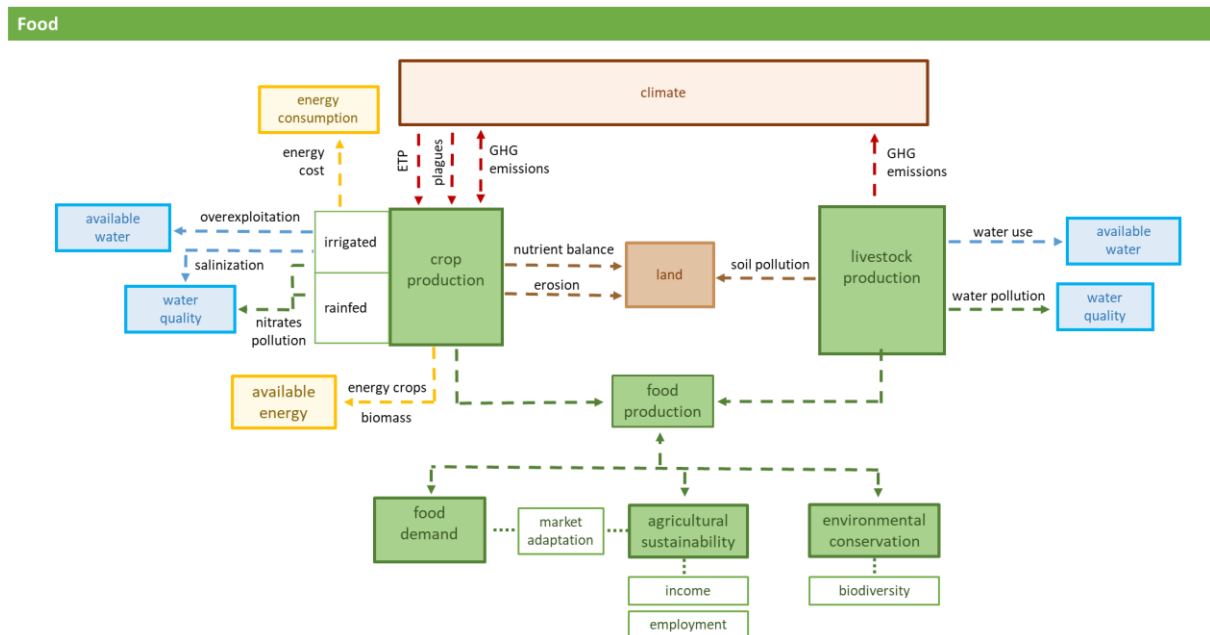 Food
climate
energy
consumption
energy
cost
ETP
plagues
GHG
emissions
GHG
emissions
available
water
overexploitation
irrigated
salinization
water
quality
nitrates
pollution
rainfed
crop
production
nutrient balance
erosion
land
soil pollution
livestock
production
water use
available
water
water pollution
water
quality
available
energy
energy crops
biomass
food
production
food
demand
market
adaptation
agricultural
sustainability
environmental
conservation
income
employment
biodiversity